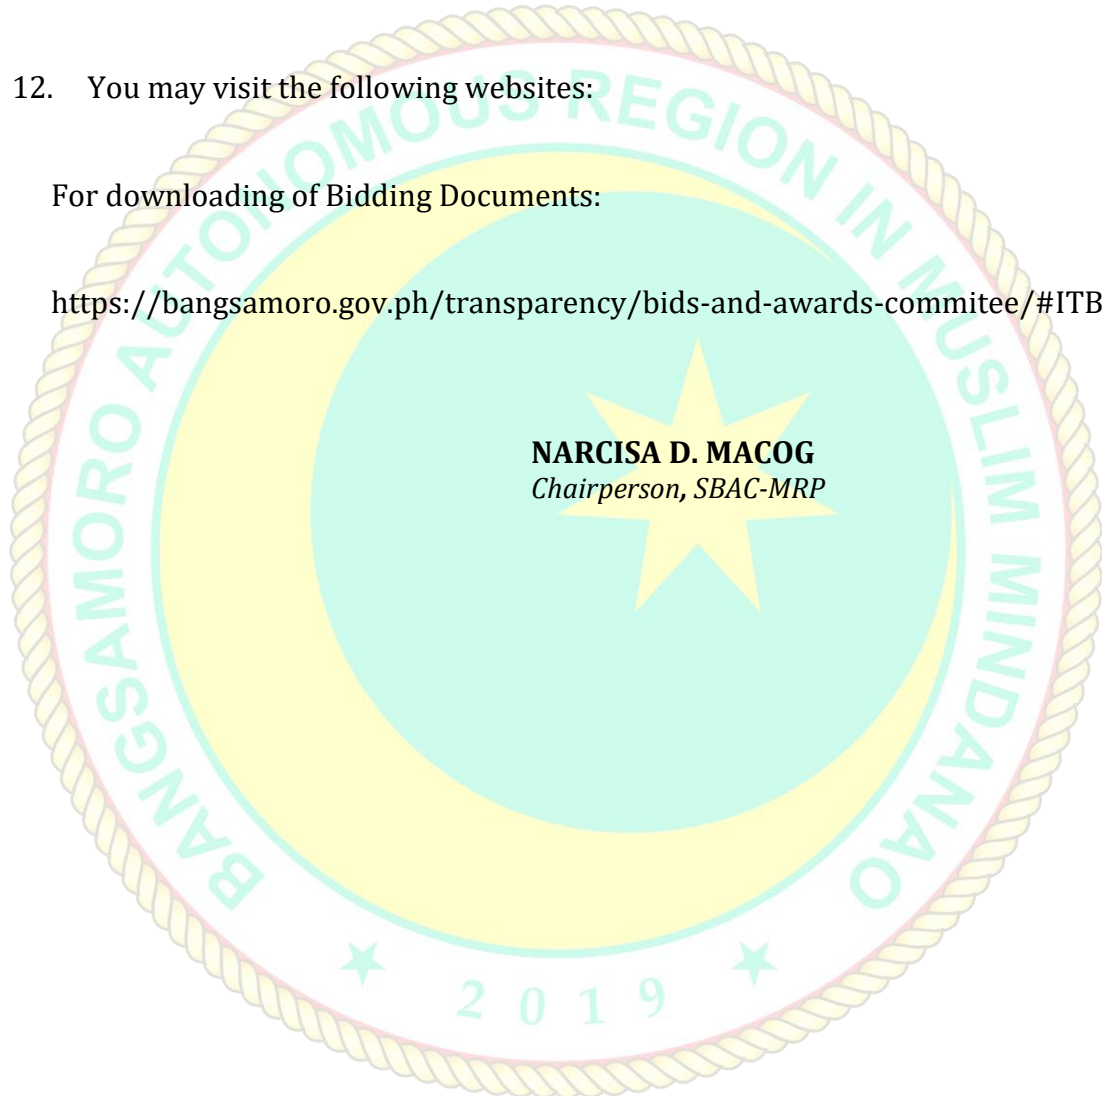 12. You may visit the following websites:
For downloading of Bidding Documents:
https://bangsamoro.gov.ph/transparency/bids-and-awards-commitee/#ITB
NARCISA D. MACOG
Chairperson, SBAC-MRP
BANGSAMORO AUTONOMOUS REGION IN MUSLIM MINDANAO
2019